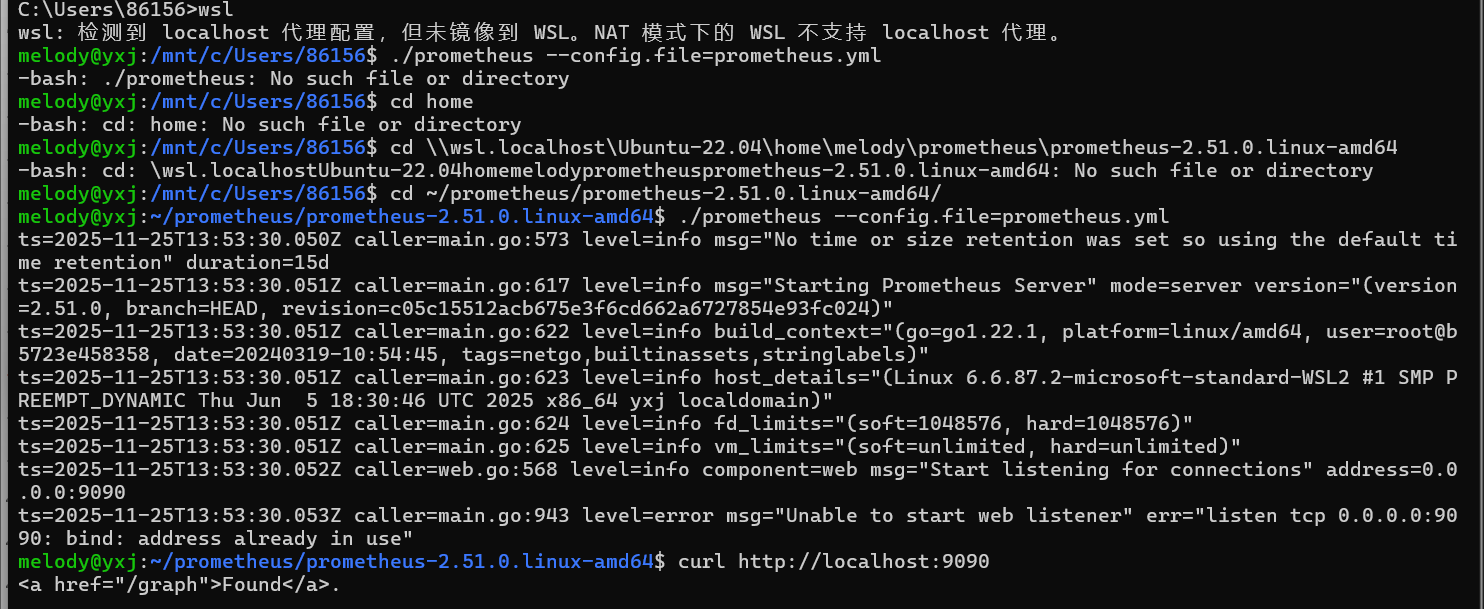 C:\Users\86156>wsl
wsl: 检测到 localhost 代理配置，但未镜像到 WSL。NAT 模式下的 WSL 不支持 localhost 代理。
melody@yxj:/mnt/c/Users/86156$ ./prometheus --config.file=prometheus.yml
-bash: ./prometheus: No such file or directory
melody@yxj:/mnt/c/Users/86156$ cd home
-bash: cd: home: No such file or directory
melody@yxj:/mnt/c/Users/86156$ cd \\wsl.localhost\Ubuntu-22.04\home\melody\prometheus\prometheus-2.51.0.linux-amd64
-bash: cd: \wsl.localhostUbuntu-22.04homemelodyprometheusprometheus-2.51.0.linux-amd64: No such file or directory
melody@yxj:/mnt/c/Users/86156$ cd ~/prometheus/prometheus-2.51.0.linux-amd64/
melody@yxj:~/prometheus/prometheus-2.51.0.linux-amd64$ ./prometheus --config.file=prometheus.yml
ts=2025-11-25T13:53:30.050Z caller=main.go:573 level=info msg="No time or size retention was set so using the default ti
me retention" duration=15d
ts=2025-11-25T13:53:30.051Z caller=main.go:617 level=info msg="Starting Prometheus Server" mode=server version="(version
=2.51.0, branch=HEAD, revision=c05c15512acb675e3f6cd662a6727854e93fc024)"
ts=2025-11-25T13:53:30.051Z caller=main.go:622 level=info build_context="(go=go1.22.1, platform=linux/amd64, user=root@b
5723e458358, date=20240319-10:54:45, tags=netgo,builtinassets,stringlabels)"
ts=2025-11-25T13:53:30.051Z caller=main.go:623 level=info host_details="(Linux 6.6.87.2-microsoft-standard-WSL2 #1 SMP P
REEMPT_DYNAMIC Thu Jun  5 18:30:46 UTC 2025 x86_64 yxj localdomain)"
ts=2025-11-25T13:53:30.051Z caller=main.go:624 level=info fd_limits="(soft=1048576, hard=1048576)"
ts=2025-11-25T13:53:30.051Z caller=main.go:625 level=info vm_limits="(soft=unlimited, hard=unlimited)"
ts=2025-11-25T13:53:30.052Z caller=web.go:568 level=info component=web msg="Start listening for connections" address=0.0
.0.0:9090
ts=2025-11-25T13:53:30.053Z caller=main.go:943 level=error msg="Unable to start web listener" err="listen tcp 0.0.0.0:90
90: bind: address already in use"
melody@yxj:~/prometheus/prometheus-2.51.0.linux-amd64$ curl http://localhost:9090
<a href="/graph">Found</a>.